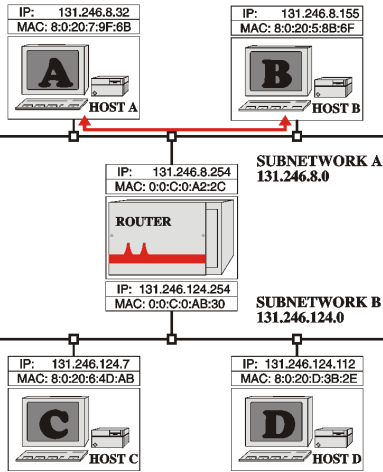 IP: 131.246.8.32
MAC: 8:0:20:7:9F:6B
A
HOST A
IP: 131.246.8.155
MAC: 8:0:20:5:8B:6F
B
HOST B
SUBNETWORK A
131.246.8.0
IP: 131.246.8.254
MAC: 0:0:C:0:A2:2C
ROUTER
IP: 131.246.124.254
MAC: 0:0:C:0:AB:30
SUBNETWORK B
131.246.124.0
IP: 131.246.124.7
MAC: 8:0:20:6:4D:AB
C
HOST C
IP: 131.246.124.112
MAC: 8:0:20:D:3B:2E
D
HOST D